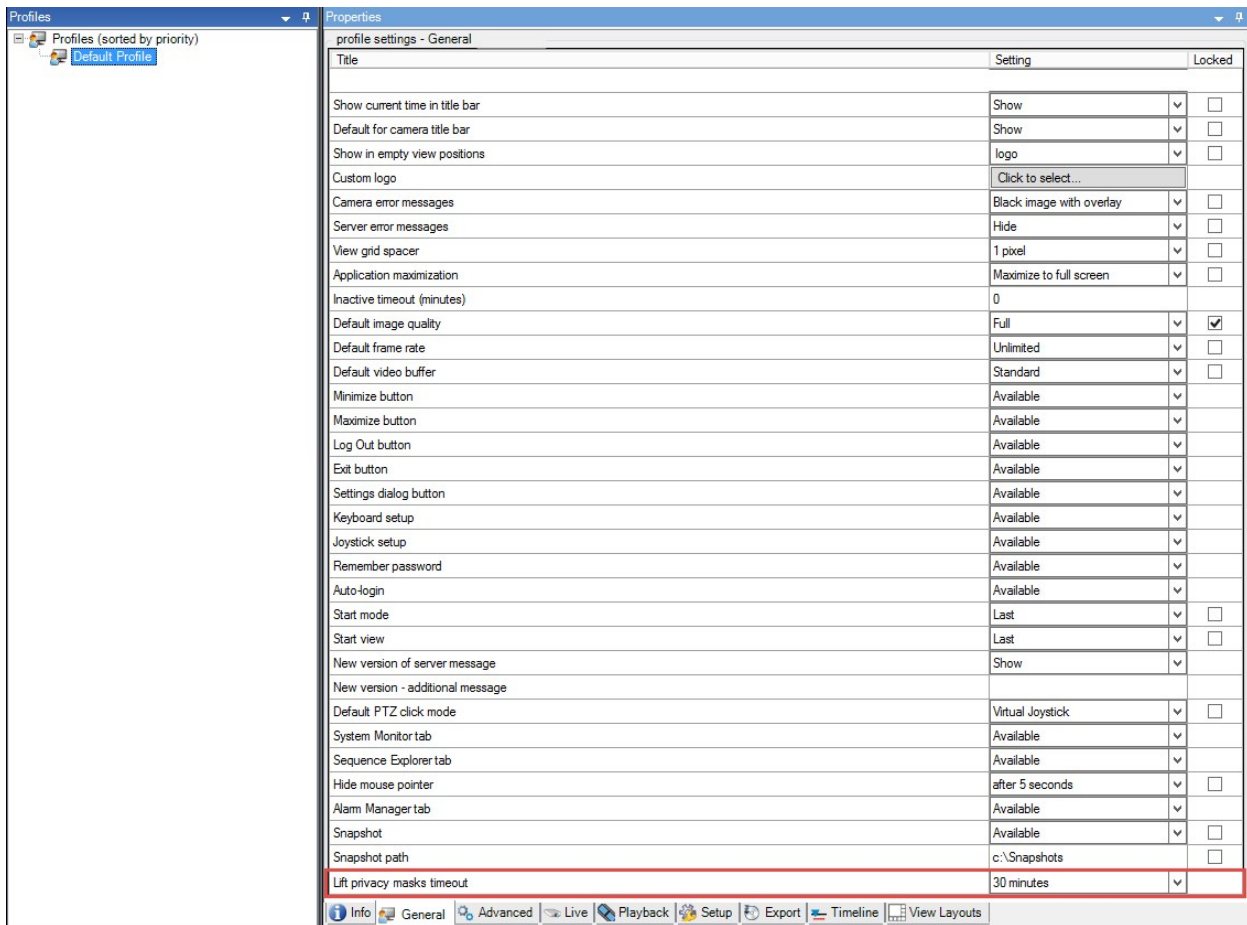 Profiles
Properties
Profiles (sorted by priority)
Default Profile
profile settings - General
Title Setting Locked
Show current time in title bar Show
Default for camera title bar Show
Show in empty view positions logo
Custom logo Click to select...
Camera error messages Black image with overlay
Server error messages Hide
View grid spacer 1 pixel
Application maximization Maximize to full screen
Inactive timeout (minutes) 0
Default image quality Full
Default frame rate Unlimited
Default video buffer Standard
Minimize button Available
Maximize button Available
Log Out button Available
Exit button Available
Settings dialog button Available
Keyboard setup Available
Joystick setup Available
Remember password Available
Auto-login Available
Start mode Last
Start view Last
New version of server message Show
New version - additional message
Default PTZ click mode Virtual Joystick
System Monitor tab Available
Sequence Explorer tab Available
Hide mouse pointer after 5 seconds
Alarm Manager tab Available
Snapshot Available
Snapshot path c:\Snapshots
Lift privacy masks timeout 30 minutes
Info General Advanced Live Playback Setup Export Timeline View Layouts